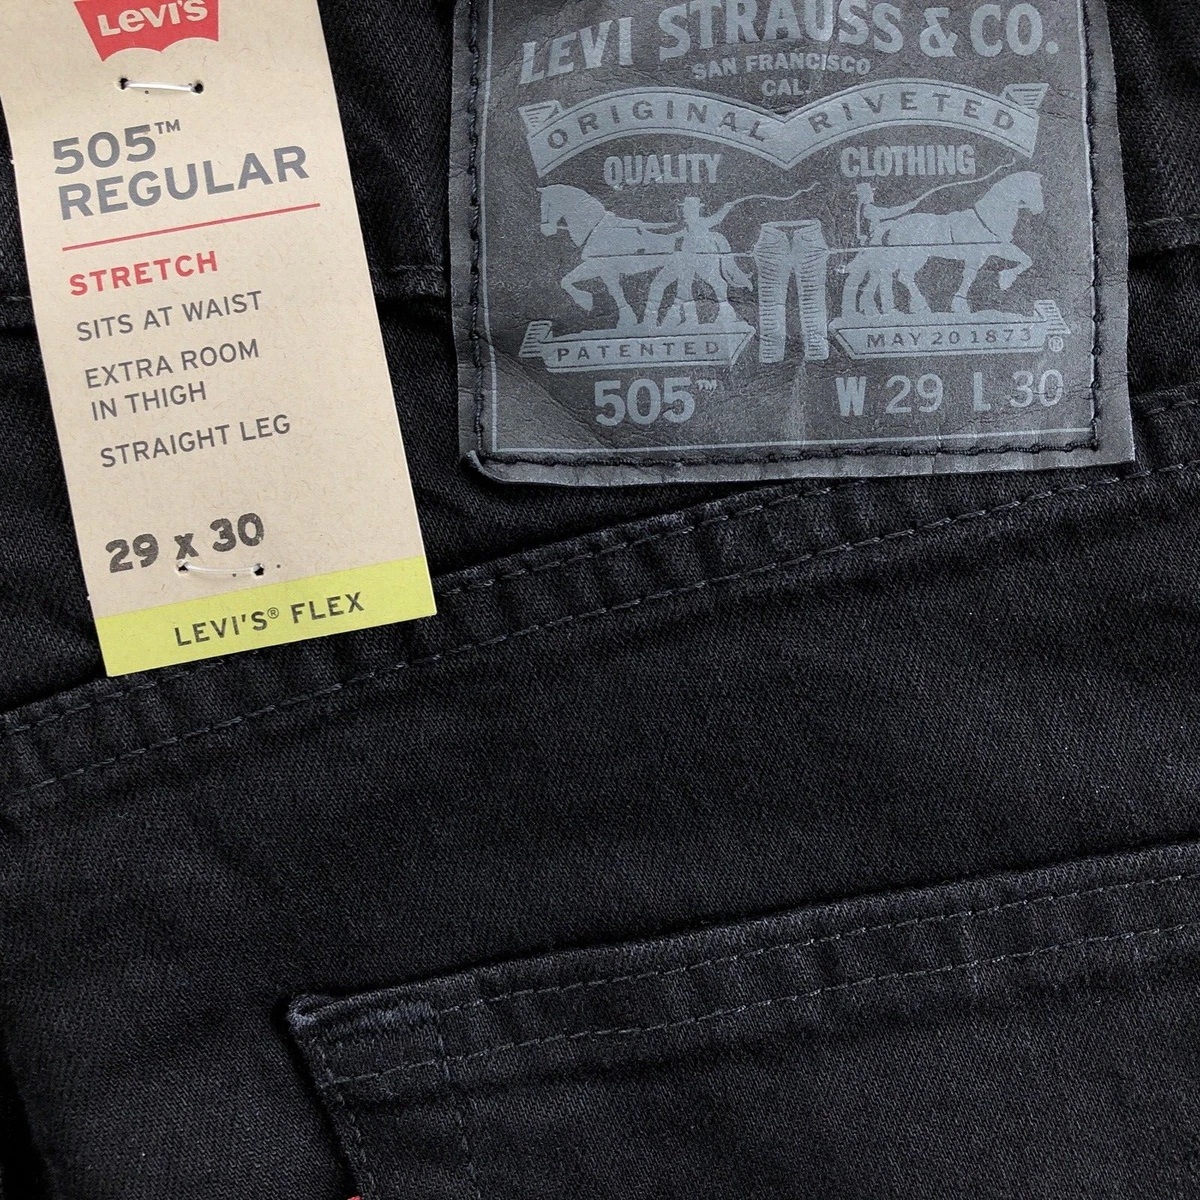 Levi's
505™
REGULAR
STRETCH
SITS AT WAIST
EXTRA ROOM
IN THIGH
STRAIGHT LEG
29 x 30
LEVI'S® FLEX
LEVI STRAUSS & CO.
SAN FRANCISCO
CAL.
ORIGINAL RIVETED
QUALITY CLOTHING
PATENTED MAY 20 1873 ®
505™ W 29 L 30